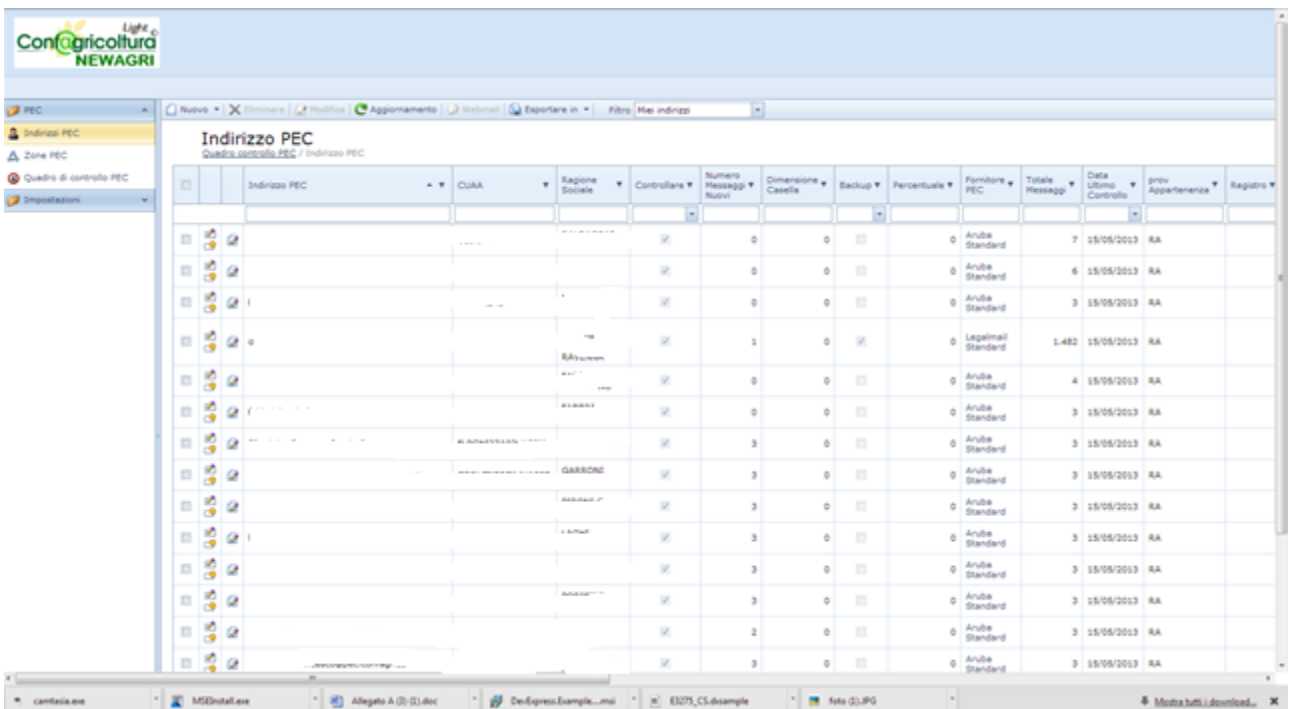 Light
Confagricoltura
NEWAGRI
PEC
Indirizzi PEC
Zone PEC
Quadro di controllo PEC
Impostazioni
Nuovo Eliminare Modifica Aggiornamento Webmail Esportare in Filtro Miei indirizzi
Indirizzo PEC
Quadro controllo PEC / Indirizzo PEC
Indirizzo PEC CUAA Ragione Sociale Controllare Numero Messaggi Nuovi Dimensione Casella Backup Percentuale Fornitore PEC Totale Messaggi Data Ultimo Controllo prov Appartenenza Registro
0 0 0 Aruba Standard 7 15/05/2013 RA
0 0 0 Aruba Standard 6 15/05/2013 RA
0 0 0 Aruba Standard 3 15/05/2013 RA
1 0 0 Legalmail Standard 1.482 15/05/2013 RA
0 0 0 Aruba Standard 4 15/05/2013 RA
0 0 0 Aruba Standard 3 15/05/2013 RA
3 0 0 Aruba Standard 3 15/05/2013 RA
GARRONE 3 0 0 Aruba Standard 3 15/05/2013 RA
3 0 0 Aruba Standard 3 15/05/2013 RA
3 0 0 Aruba Standard 3 15/05/2013 RA
3 0 0 Aruba Standard 3 15/05/2013 RA
3 0 0 Aruba Standard 3 15/05/2013 RA
2 0 0 Aruba Standard 3 15/05/2013 RA
3 0 0 Aruba Standard 3 15/05/2013 RA
camtasia.exe MSEInstall.exe Allegato A (3) (1).doc DevExpress.Example....msi E3275_CS.dxsample foto (1).JPG Mostra tutti i download...